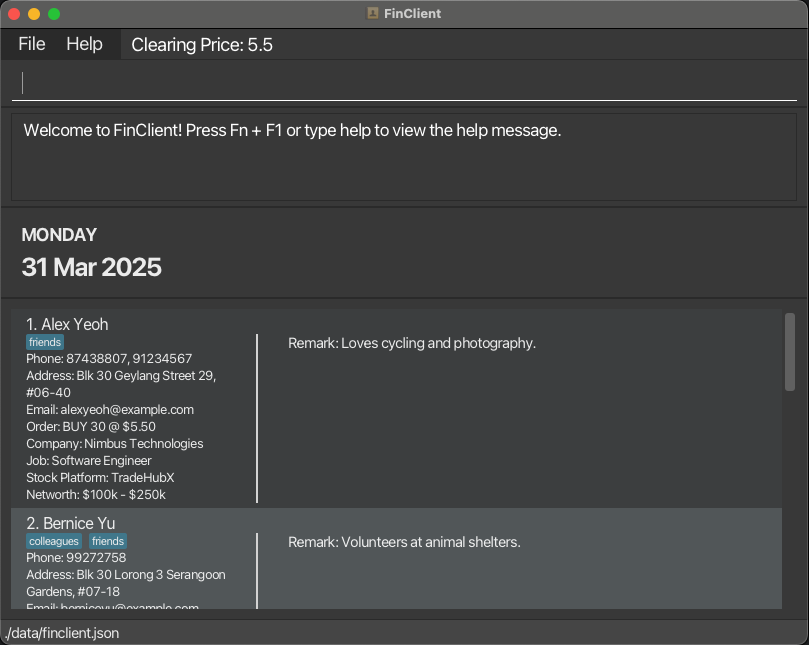 FinClient
File Help Clearing Price: 5.5
Welcome to FinClient! Press Fn + F1 or type help to view the help message.
MONDAY
31 Mar 2025
1. Alex Yeoh
friends
Phone: 87438807, 91234567
Address: Blk 30 Geylang Street 29,
#06-40
Email: alexyeoh@example.com
Order: BUY 30 @ $5.50
Company: Nimbus Technologies
Job: Software Engineer
Stock Platform: TradeHubX
Networth: $100k - $250k
Remark: Loves cycling and photography.
2. Bernice Yu
colleagues friends
Phone: 99272758
Address: Blk 30 Lorong 3 Serangoon
Gardens, #07-18
Email: berniceyu@example.com
Remark: Volunteers at animal shelters.
./data/finclient.json